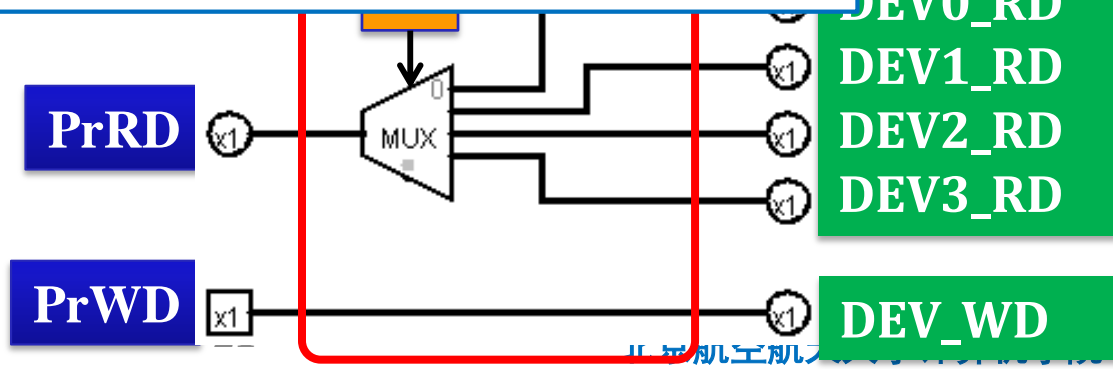 DEV0_RD
x1 DEV1_RD
0
PrRD x1 MUX x1 DEV2_RD
x1 DEV3_RD
PrWD x1 x1 DEV_WD